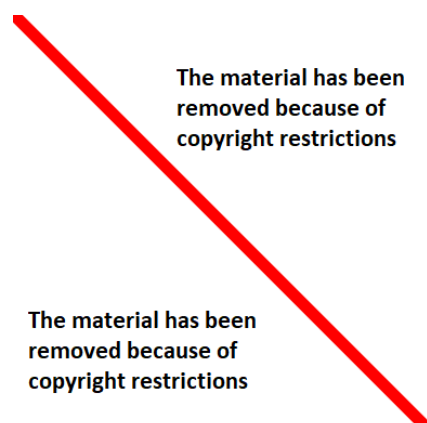 The material has been
removed because of
copyright restrictions
The material has been
removed because of
copyright restrictions